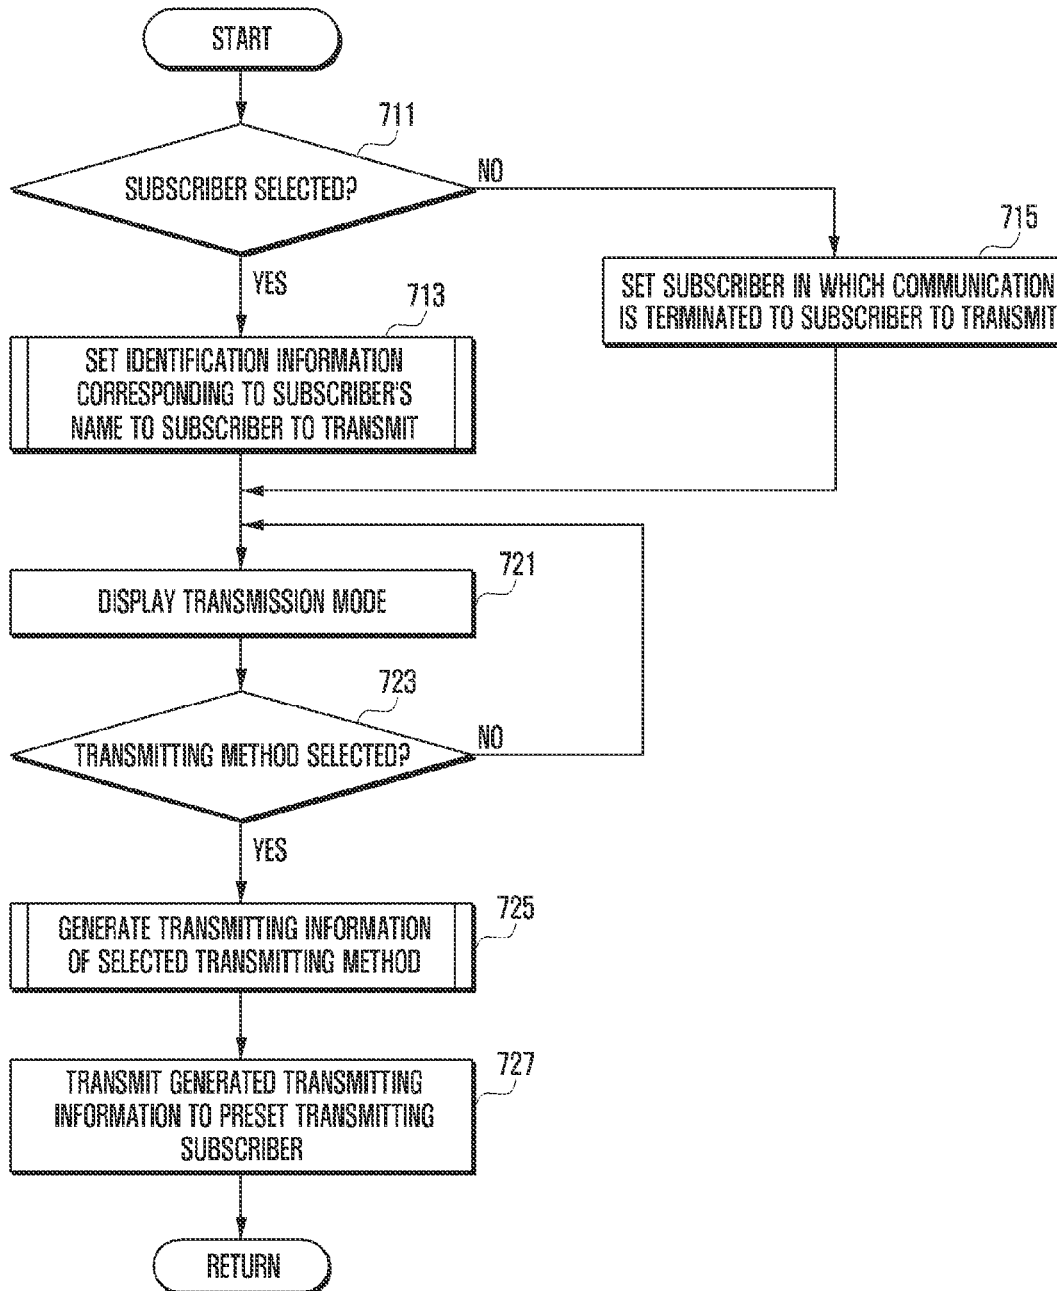 START
711
SUBSCRIBER SELECTED?
NO
YES
715
SET SUBSCRIBER IN WHICH COMMUNICATION
IS TERMINATED TO SUBSCRIBER TO TRANSMIT
713
SET IDENTIFICATION INFORMATION
CORRESPONDING TO SUBSCRIBER'S
NAME TO SUBSCRIBER TO TRANSMIT
721
DISPLAY TRANSMISSION MODE
723
TRANSMITTING METHOD SELECTED?
NO
YES
725
GENERATE TRANSMITTING INFORMATION
OF SELECTED TRANSMITTING METHOD
727
TRANSMIT GENERATED TRANSMITTING
INFORMATION TO PRESET TRANSMITTING
SUBSCRIBER
RETURN